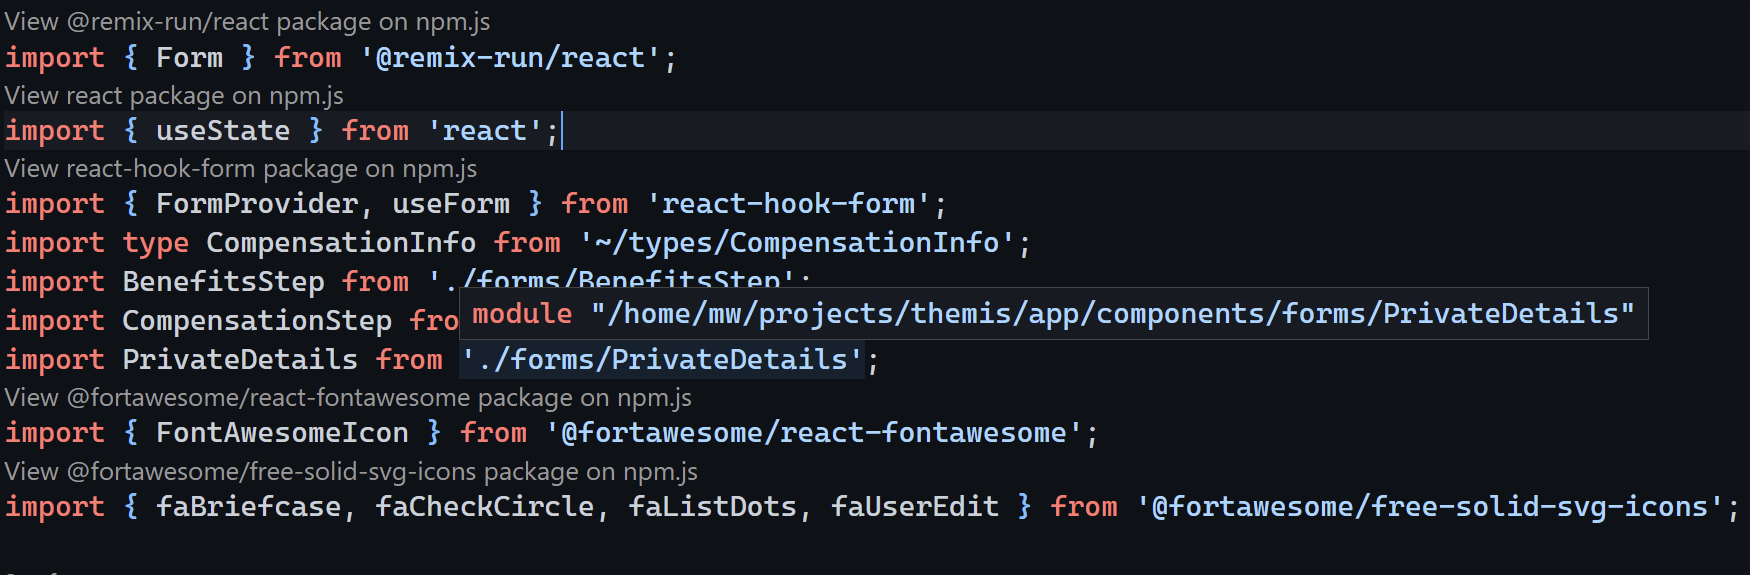 View @remix-run/react package on npm.js
import { Form } from '@remix-run/react';
View react package on npm.js
import { useState } from 'react';
View react-hook-form package on npm.js
import { FormProvider, useForm } from 'react-hook-form';
import type CompensationInfo from '~/types/CompensationInfo';
import BenefitsStep from './forms/BenefitsStep';
module "/home/mw/projects/themis/app/components/forms/PrivateDetails"
import CompensationStep fro
import PrivateDetails from './forms/PrivateDetails';
View @fortawesome/react-fontawesome package on npm.js
import { FontAwesomeIcon } from '@fortawesome/react-fontawesome';
View @fortawesome/free-solid-svg-icons package on npm.js
import { faBriefcase, faCheckCircle, faListDots, faUserEdit } from '@fortawesome/free-solid-svg-icons';